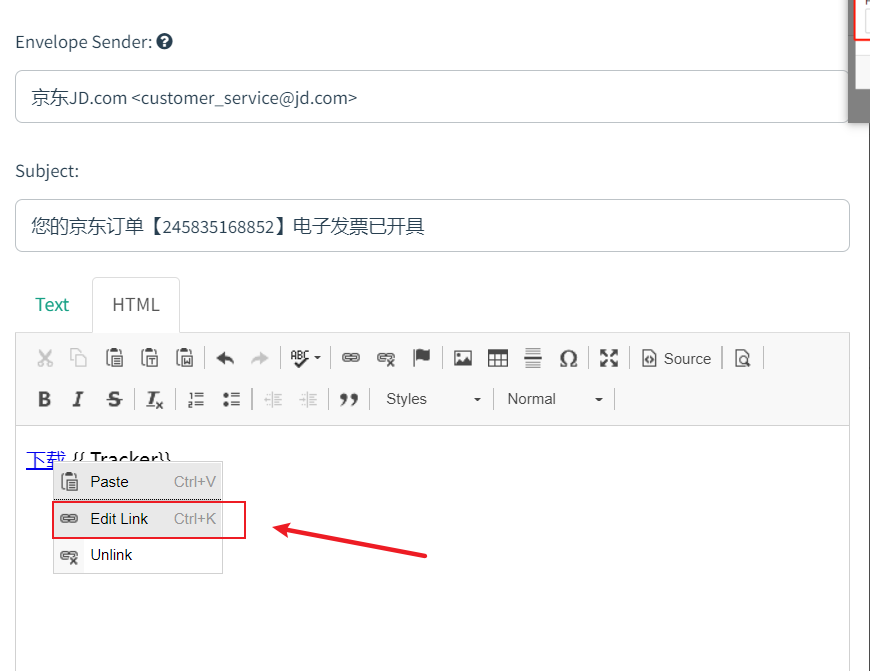 Envelope Sender:
京东JD.com <customer_service@jd.com>
Subject:
您的京东订单【245835168852】电子发票已开具
Text HTML
ABC Source
B I S Tx Styles Normal
下载 {{.Tracker}}
Paste Ctrl+V
Edit Link Ctrl+K
Unlink